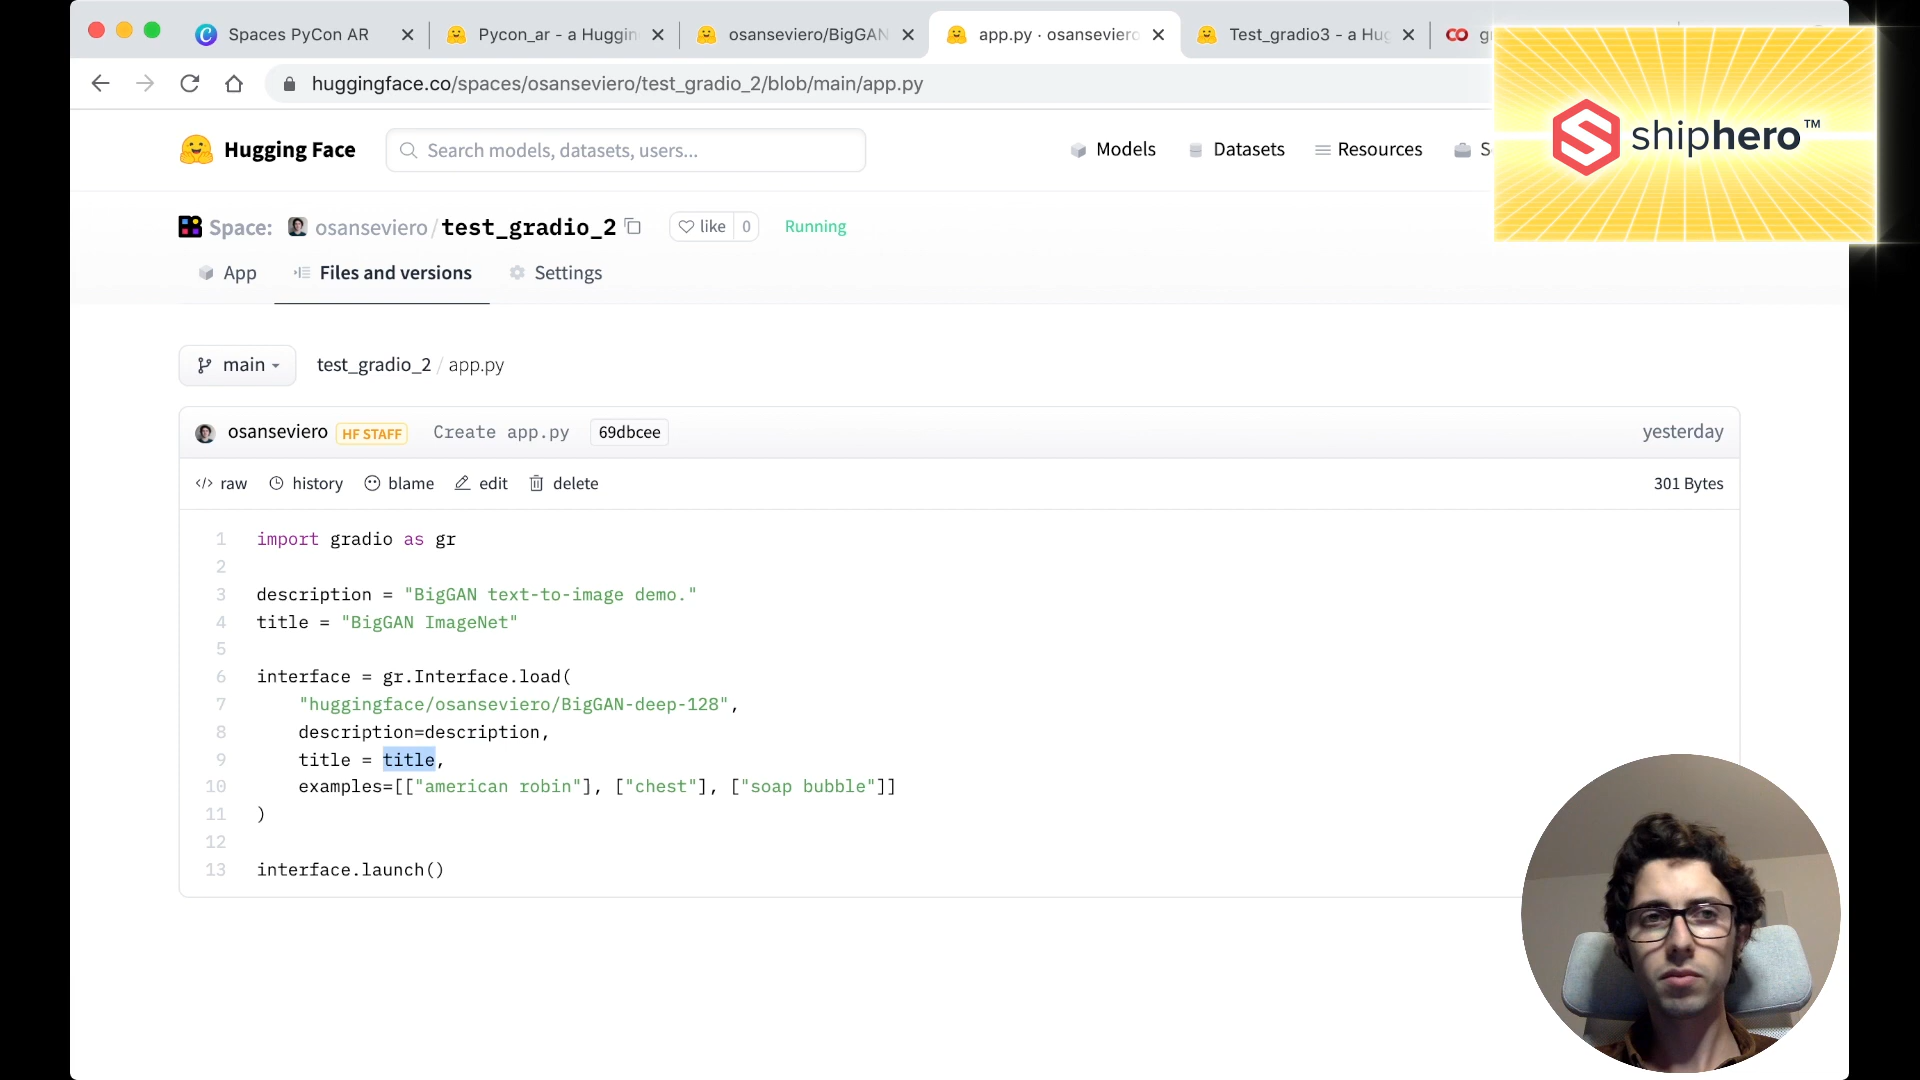 Spaces PyCon AR
Pycon_ar - a Huggin
osanseviero/BigGAN
app.py · osanseviero
Test_gradio3 - a Hug
huggingface.co/spaces/osanseviero/test_gradio_2/blob/main/app.py
Hugging Face
Search models, datasets, users...
Models
Datasets
Resources
shiphero™
Space: osanseviero/test_gradio_2
like 0
Running
App
Files and versions
Settings
main
test_gradio_2 / app.py
osanseviero HF STAFF Create app.py 69dbcee yesterday
raw history blame edit delete 301 Bytes
1 import gradio as gr
2
3 description = "BigGAN text-to-image demo."
4 title = "BigGAN ImageNet"
5
6 interface = gr.Interface.load(
7 "huggingface/osanseviero/BigGAN-deep-128",
8 description=description,
9 title = title,
10 examples=[["american robin"], ["chest"], ["soap bubble"]]
11 )
12
13 interface.launch()